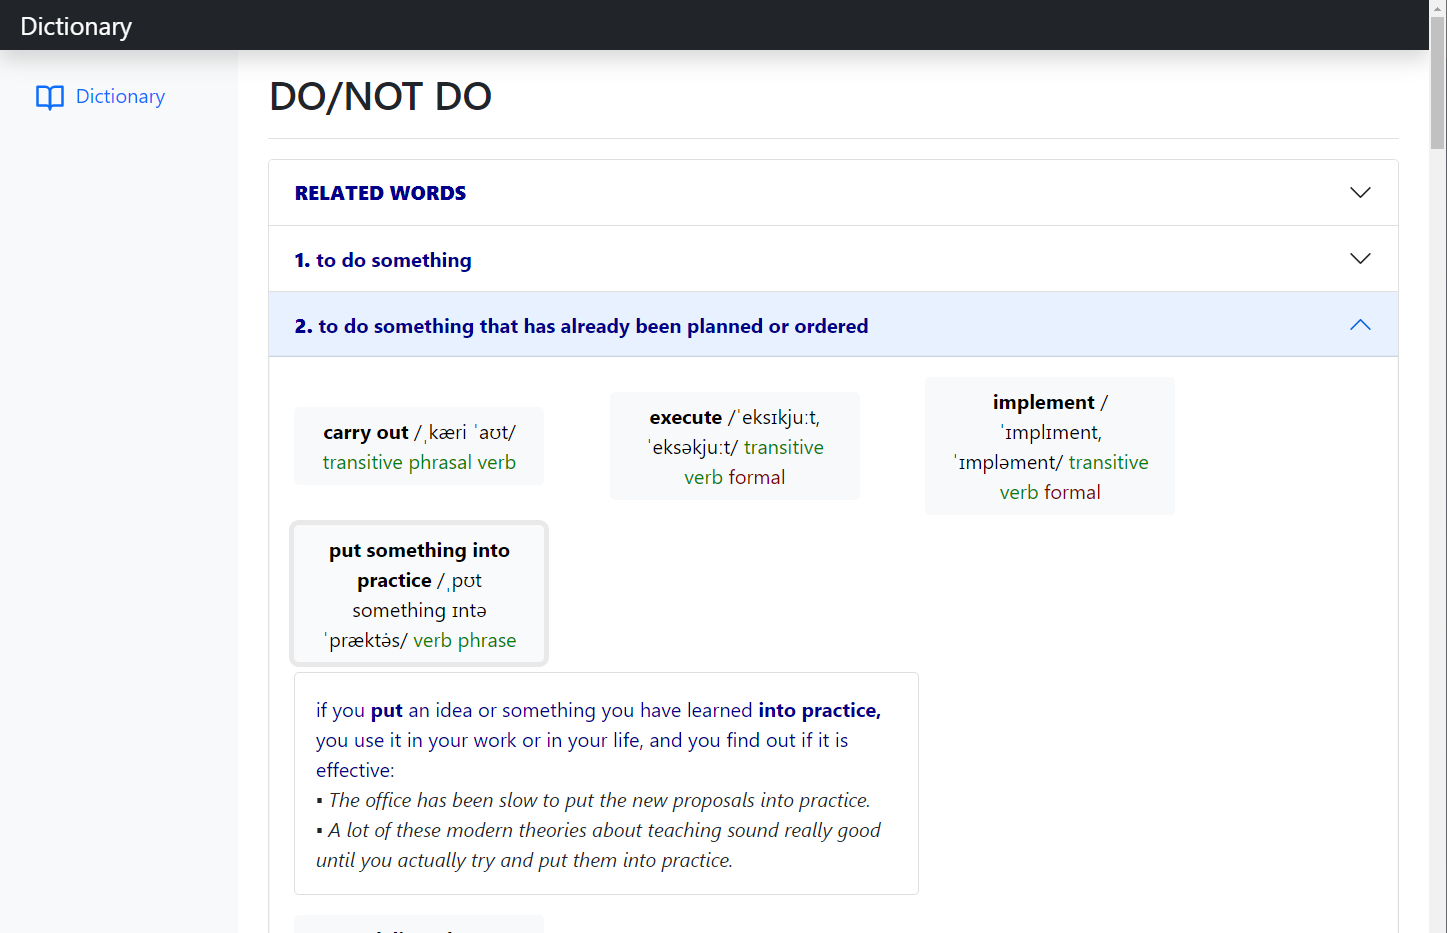 Dictionary
Dictionary
DO/NOT DO
RELATED WORDS
1. to do something
2. to do something that has already been planned or ordered
carry out /ˌkæri ˈaʊt/
transitive phrasal verb
execute /ˈeksɪkjuːt,
ˈeksəkjuːt/ transitive
verb formal
implement /
ˈɪmplɪment,
ˈɪmpləment/ transitive
verb formal
put something into
practice /ˌpʊt
something ɪntə
ˈpræktə̇s/ verb phrase
if you put an idea or something you have learned into practice,
you use it in your work or in your life, and you find out if it is
effective:
▪ The office has been slow to put the new proposals into practice.
▪ A lot of these modern theories about teaching sound really good
until you actually try and put them into practice.